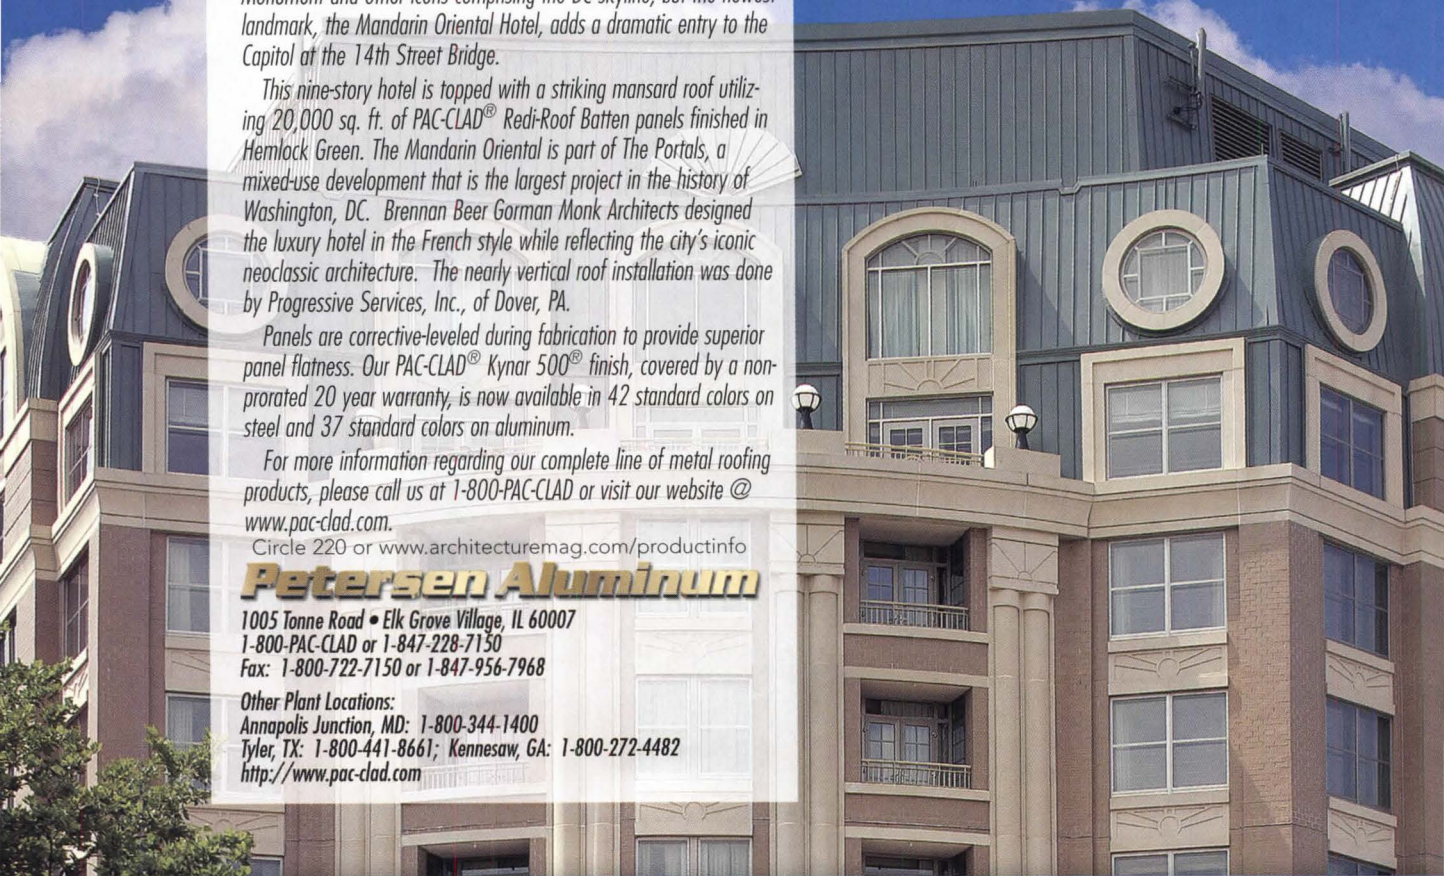 Monument and other icons comprising the DC skyline, but the newest
landmark, the Mandarin Oriental Hotel, adds a dramatic entry to the
Capitol at the 14th Street Bridge.
This nine-story hotel is topped with a striking mansard roof utiliz-
ing 20,000 sq. ft. of PAC-CLAD® Redi-Roof Batten panels finished in
Hemlock Green. The Mandarin Oriental is part of The Portals, a
mixed-use development that is the largest project in the history of
Washington, DC. Brennan Beer Gorman Monk Architects designed
the luxury hotel in the French style while reflecting the city's iconic
neoclassic architecture. The nearly vertical roof installation was done
by Progressive Services, Inc., of Dover, PA.
Panels are corrective-leveled during fabrication to provide superior
panel flatness. Our PAC-CLAD® Kynar 500® finish, covered by a non-
prorated 20 year warranty, is now available in 42 standard colors on
steel and 37 standard colors on aluminum.
For more information regarding our complete line of metal roofing
products, please call us at 1-800-PAC-CLAD or visit our website @
www.pac-clad.com.
Circle 220 or www.architecturemag.com/productinfo
Petersen Aluminum
1005 Tonne Road • Elk Grove Village, IL 60007
1-800-PAC-CLAD or 1-847-228-7150
Fax: 1-800-722-7150 or 1-847-956-7968
Other Plant Locations:
Annapolis Junction, MD: 1-800-344-1400
Tyler, TX: 1-800-441-8661; Kennesaw, GA: 1-800-272-4482
http://www.pac-clad.com